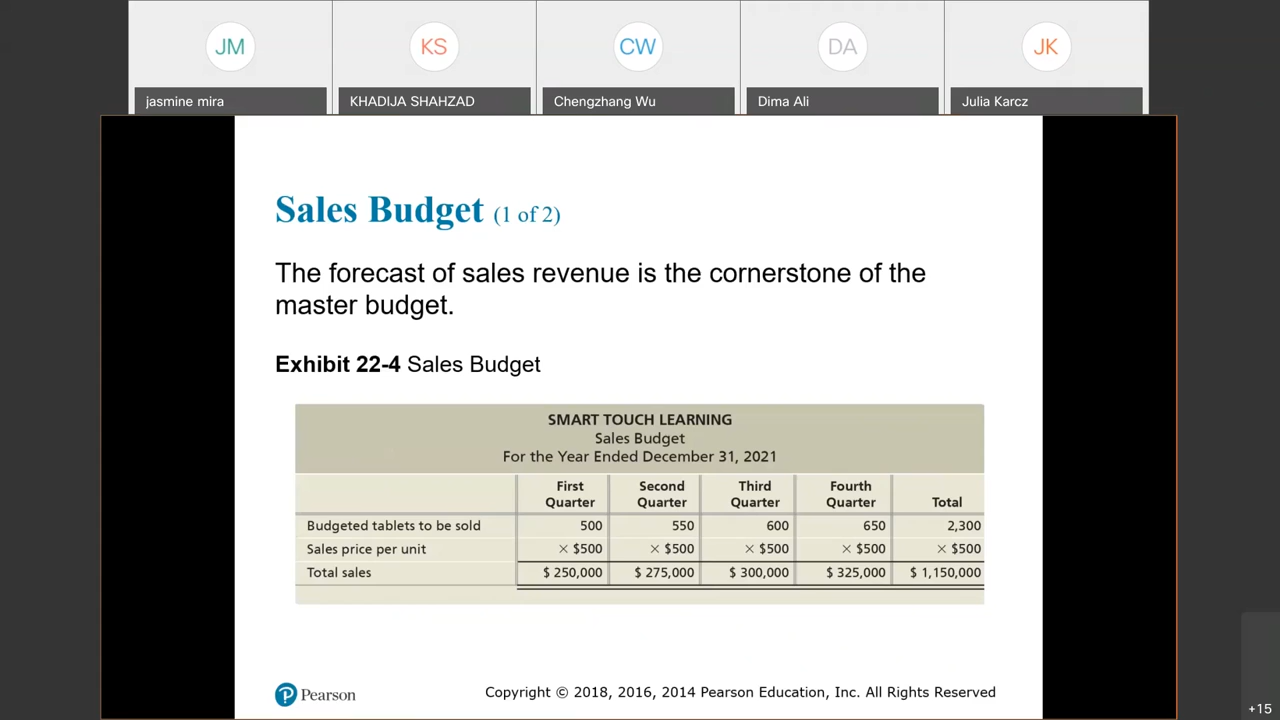 JM KS CW DA JK
jasmine mira KHADIJA SHAHZAD Chengzhang Wu Dima Ali Julia Karcz
Sales Budget (1 of 2)
The forecast of sales revenue is the cornerstone of the
master budget.
Exhibit 22-4 Sales Budget
SMART TOUCH LEARNING
Sales Budget
For the Year Ended December 31, 2021
First Second Third Fourth
Quarter Quarter Quarter Quarter Total
Budgeted tablets to be sold 500 550 600 650 2,300
Sales price per unit × $500 × $500 × $500 × $500 × $500
Total sales $ 250,000 $ 275,000 $ 300,000 $ 325,000 $ 1,150,000
P Pearson Copyright © 2018, 2016, 2014 Pearson Education, Inc. All Rights Reserved
+15